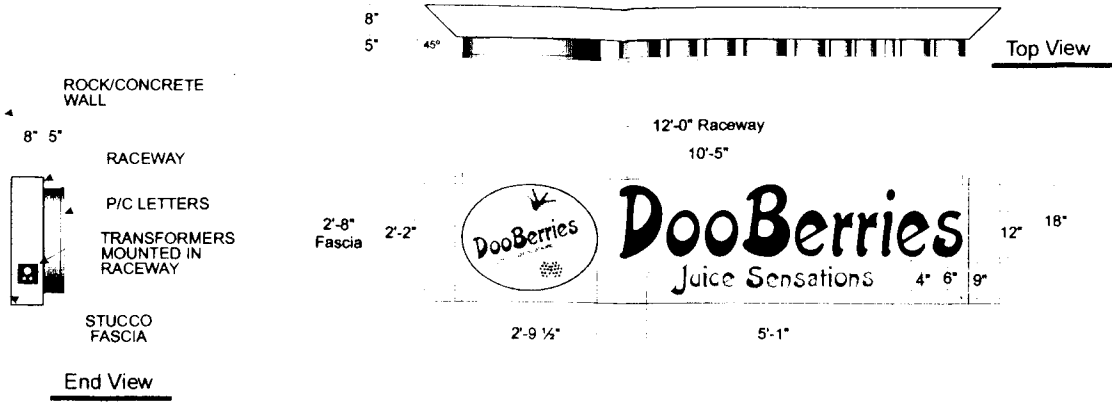 8"
5"
45°
Top View
ROCK/CONCRETE
WALL
8" 5"
RACEWAY
P/C LETTERS
TRANSFORMERS
MOUNTED IN
RACEWAY
STUCCO
FASCIA
End View
12'-0" Raceway
10'-5"
2'-8"
Fascia
2'-2"
DooBerries
DooBerries
Juice Sensations
4" 6" 9"
12"
18"
2'-9 ½"
5'-1"